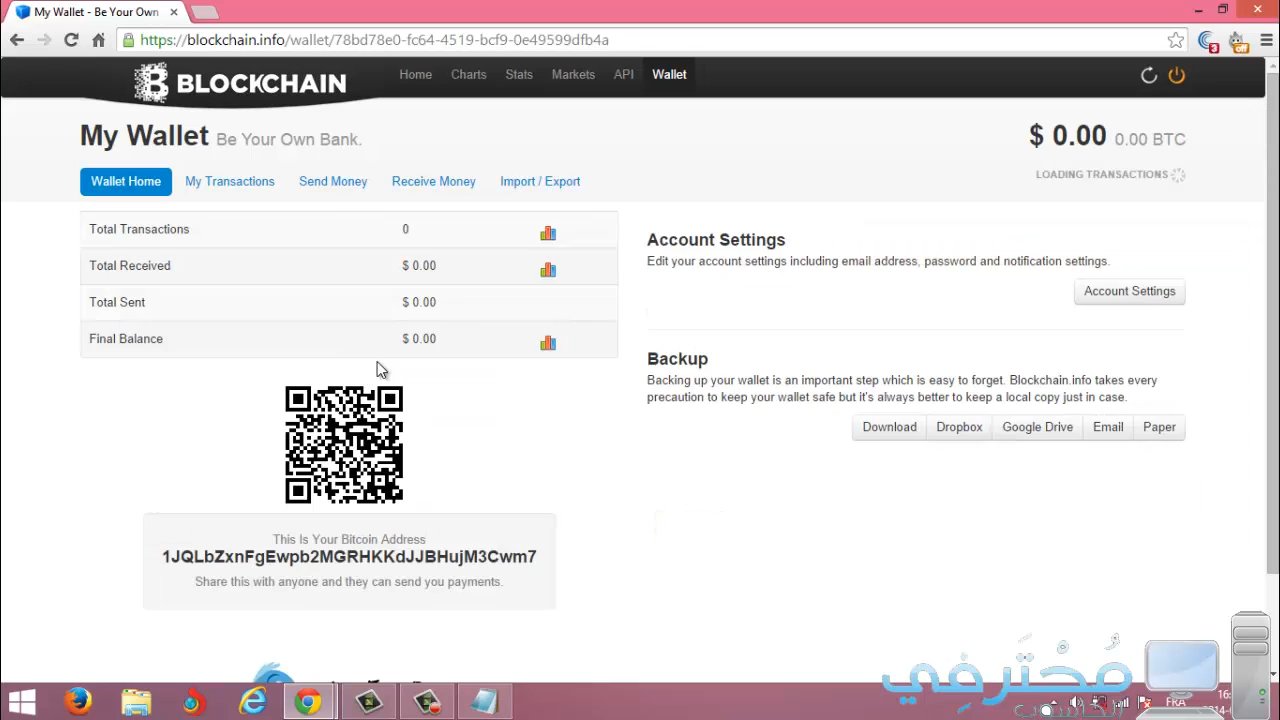 My Wallet - Be Your Own
https://blockchain.info/wallet/78bd78e0-fc64-4519-bcf9-0e49599dfb4a
3
off
BLOCKCHAIN
Home Charts Stats Markets API Wallet
My Wallet Be Your Own Bank.
$ 0.00 0.00 BTC
LOADING TRANSACTIONS
Wallet Home My Transactions Send Money Receive Money Import / Export
Total Transactions 0
Total Received $ 0.00
Total Sent $ 0.00
Final Balance $ 0.00
Account Settings
Edit your account settings including email address, password and notification settings.
Account Settings
Backup
Backing up your wallet is an important step which is easy to forget. Blockchain.info takes every
precaution to keep your wallet safe but it's always better to keep a local copy just in case.
Download Dropbox Google Drive Email Paper
This Is Your Bitcoin Address
1JQLbZxnFgEwpb2MGRHKKdJJBHujM3Cwm7
Share this with anyone and they can send you payments.
مُحْتَرفِي
الحاسوب
FRA